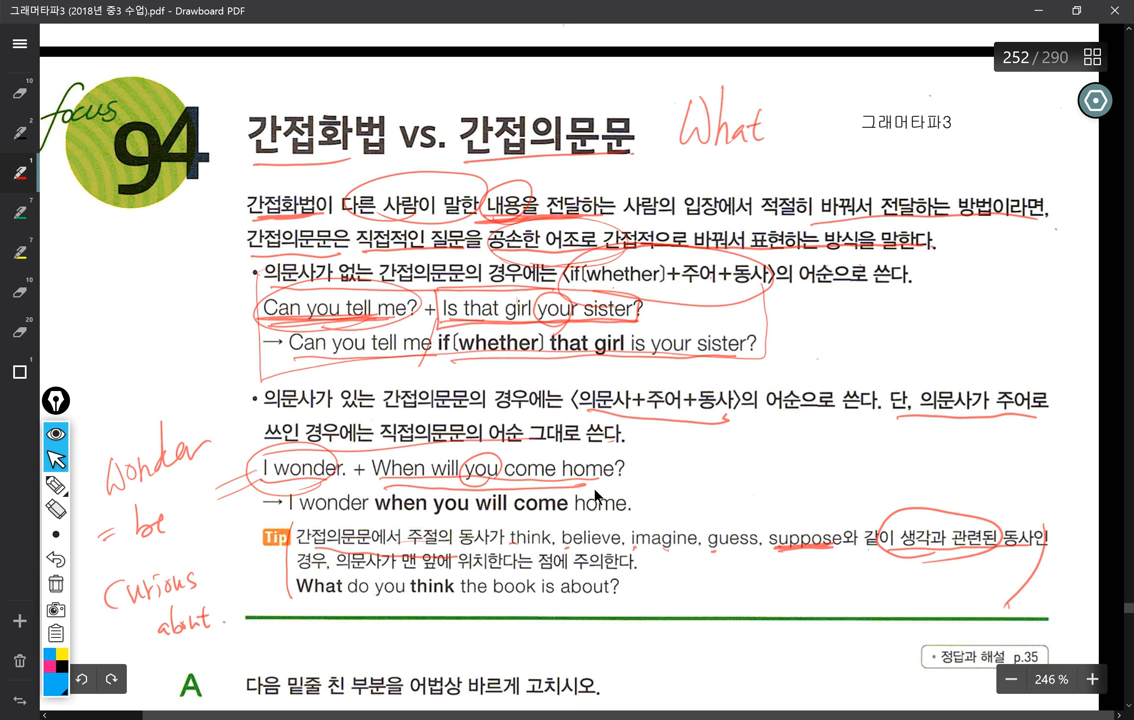 그래머타파3 (2018년 중3 수업).pdf - Drawboard PDF
252 / 290
focus
94
간접화법 vs. 간접의문문
What
그래머타파3
간접화법이 다른 사람이 말한 내용을 전달하는 사람의 입장에서 적절히 바꿔서 전달하는 방법이라면,
간접의문문은 직접적인 질문을 공손한 어조로 간접적으로 바꿔서 표현하는 방식을 말한다.
• 의문사가 없는 간접의문문의 경우에는 〈if(whether)+주어+동사〉의 어순으로 쓴다.
Can you tell me? + Is that girl your sister?
→ Can you tell me if(whether) that girl is your sister?
• 의문사가 있는 간접의문문의 경우에는 〈의문사+주어+동사〉의 어순으로 쓴다. 단, 의문사가 주어로
쓰인 경우에는 직접의문문의 어순 그대로 쓴다.
I wonder. + When will you come home?
→ I wonder when you will come home.
Tip 간접의문문에서 주절의 동사가 think, believe, imagine, guess, suppose와 같이 생각과 관련된 동사인
경우, 의문사가 맨 앞에 위치한다는 점에 주의한다.
What do you think the book is about?
wonder
= be
curious
about.
• 정답과 해설 p.35
A 다음 밑줄 친 부분을 어법상 바르게 고치시오.
246 %
10
2
1
7
7
10
20
1